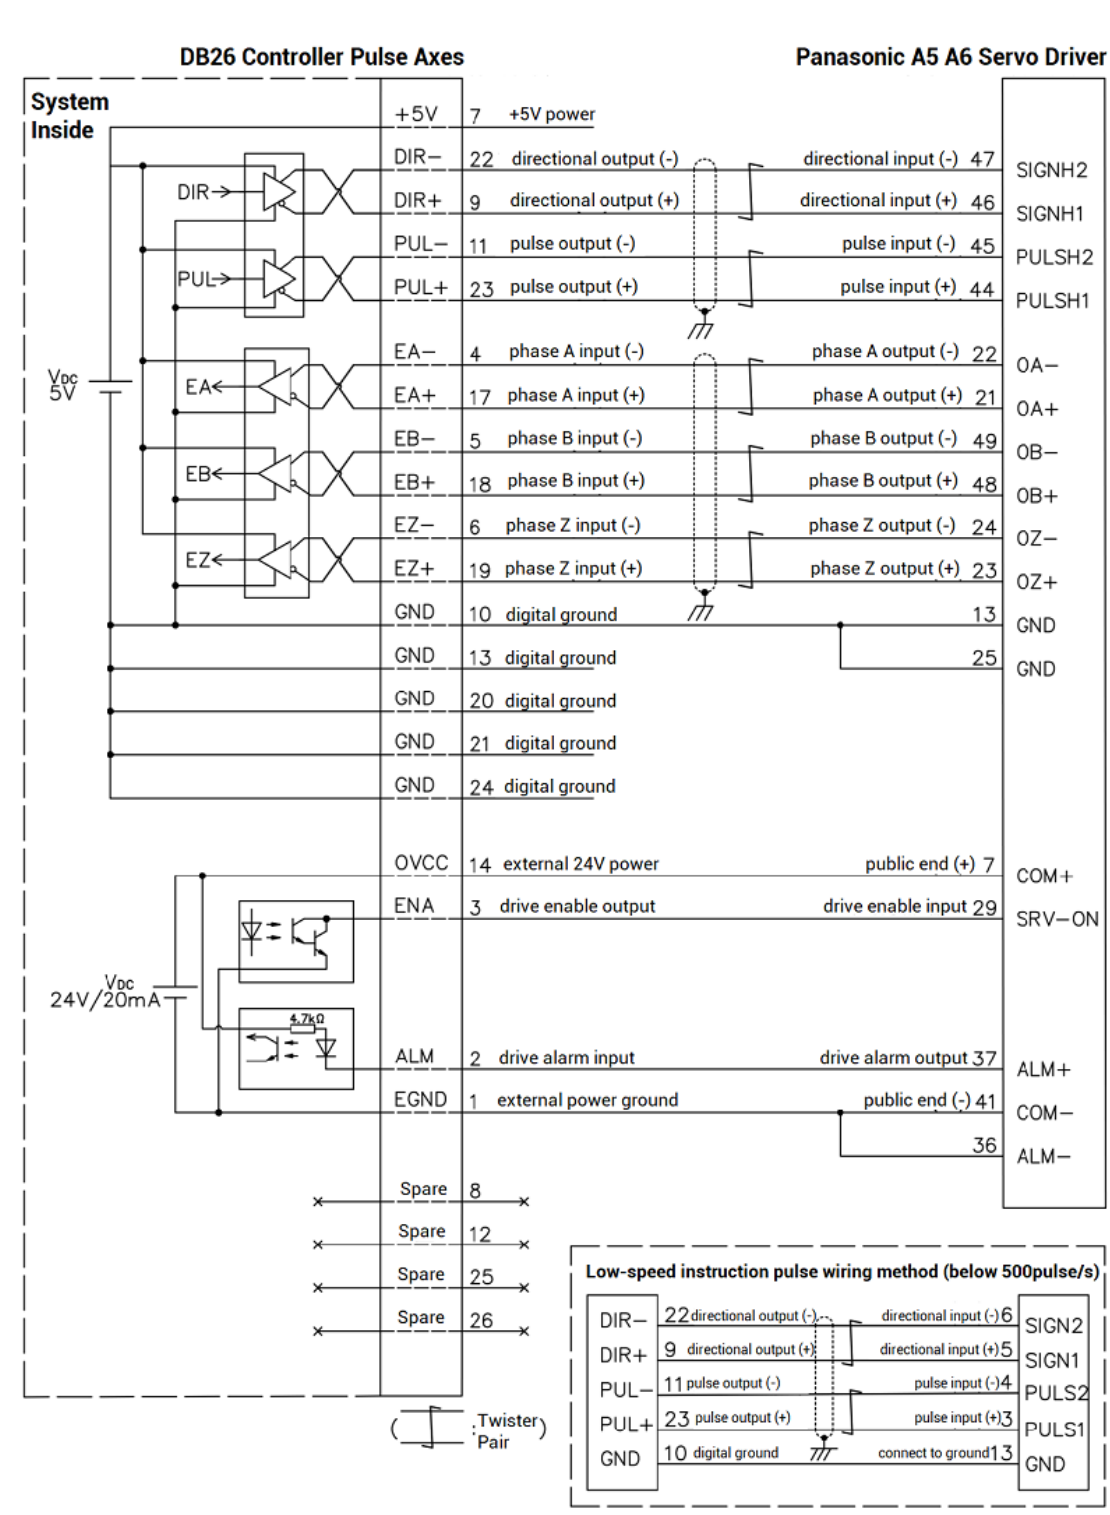 DB26 Controller Pulse Axes
Panasonic A5 A6 Servo Driver
System
Inside
+5V 7 +5V power
DIR- 22 directional output (-) directional input (-) 47 SIGNH2
DIR
DIR+ 9 directional output (+) directional input (+) 46 SIGNH1
PUL- 11 pulse output (-) pulse input (-) 45 PULSH2
PUL
PUL+ 23 pulse output (+) pulse input (+) 44 PULSH1
EA- 4 phase A input (-) phase A output (-) 22 OA-
VDC
5V
EA
EA+ 17 phase A input (+) phase A output (+) 21 OA+
EB- 5 phase B input (-) phase B output (-) 49 OB-
EB
EB+ 18 phase B input (+) phase B output (+) 48 OB+
EZ- 6 phase Z input (-) phase Z output (-) 24 OZ-
EZ
EZ+ 19 phase Z input (+) phase Z output (+) 23 OZ+
GND 10 digital ground 13 GND
GND 13 digital ground 25 GND
GND 20 digital ground
GND 21 digital ground
GND 24 digital ground
OVCC 14 external 24V power public end (+) 7 COM+
ENA 3 drive enable output drive enable input 29 SRV-ON
VDC
24V/20mA
4.7kΩ
ALM 2 drive alarm input drive alarm output 37 ALM+
EGND 1 external power ground public end (-) 41 COM-
36 ALM-
Spare 8
Spare 12
Spare 25
Spare 26
( : Twister )
Pair
Low-speed instruction pulse wiring method (below 500pulse/s)
DIR- 22 directional output (-) directional input (-) 6 SIGN2
DIR+ 9 directional output (+) directional input (+) 5 SIGN1
PUL- 11 pulse output (-) pulse input (-) 4 PULS2
PUL+ 23 pulse output (+) pulse input (+) 3 PULS1
GND 10 digital ground connect to ground 13 GND